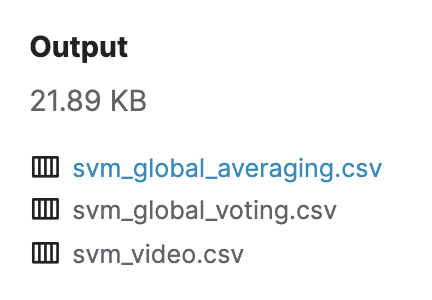 Output
21.89 KB
svm_global_averaging.csv
svm_global_voting.csv
svm_video.csv